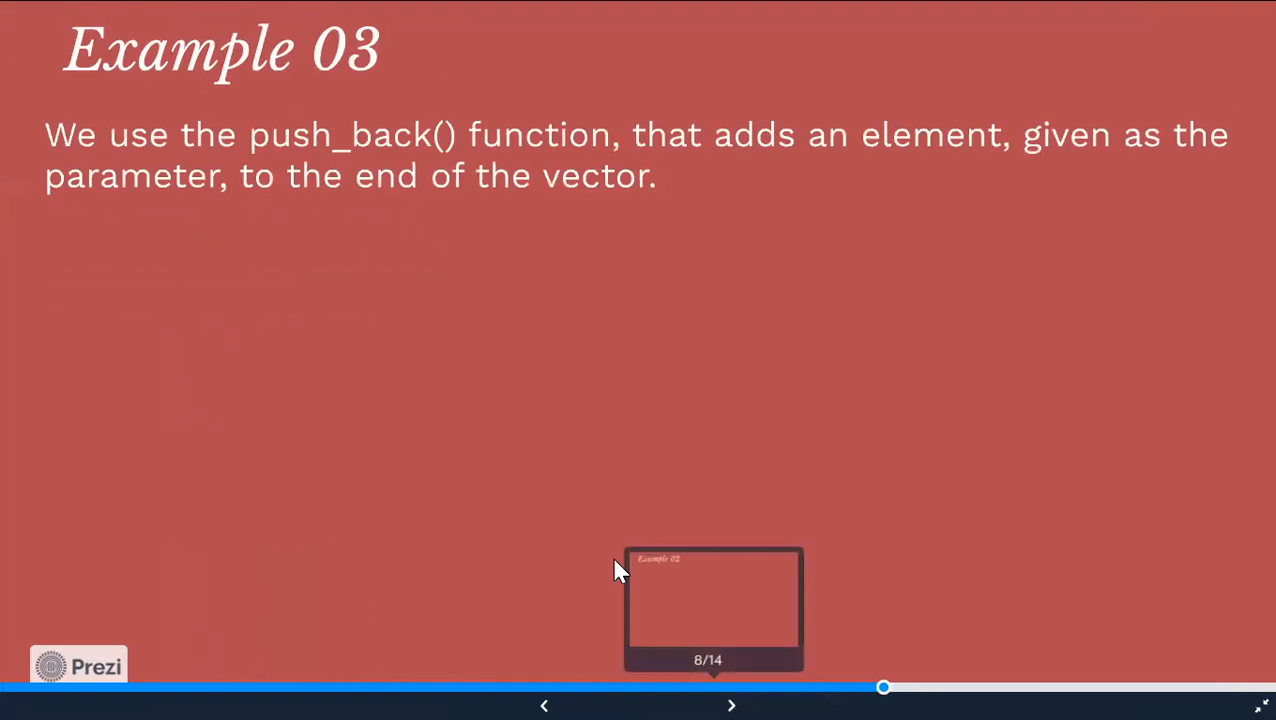 Example 03
We use the push_back() function, that adds an element, given as the
parameter, to the end of the vector.
Example 02
8/14
Prezi